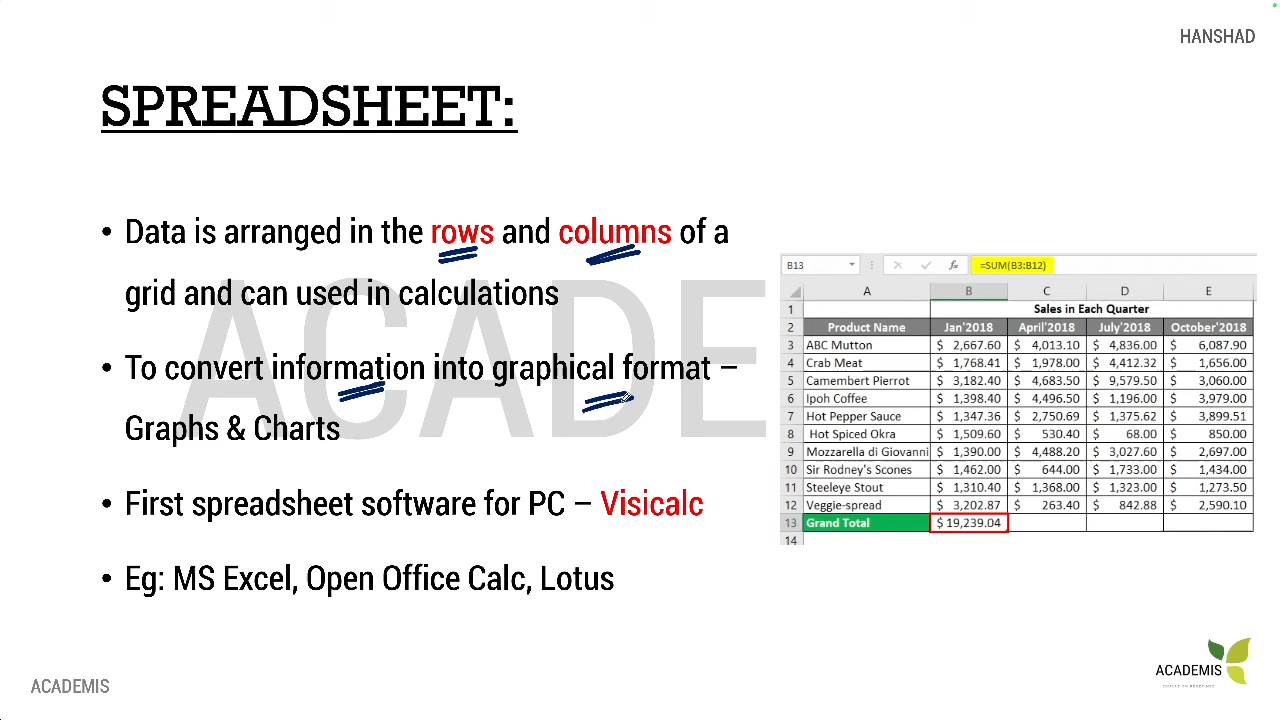 HANSHAD
SPREADSHEET:
• Data is arranged in the rows and columns of a
grid and can used in calculations
• To convert information into graphical format –
Graphs & Charts
• First spreadsheet software for PC – Visicalc
• Eg: MS Excel, Open Office Calc, Lotus
ACADE
B13 fx =SUM(B3:B12)
A B C D E
1 Sales in Each Quarter
2 Product Name Jan'2018 April'2018 July'2018 October'2018
3 ABC Mutton $ 2,667.60 $ 4,013.10 $ 4,836.00 $ 6,087.90
4 Crab Meat $ 1,768.41 $ 1,978.00 $ 4,412.32 $ 1,656.00
5 Camembert Pierrot $ 3,182.40 $ 4,683.50 $ 9,579.50 $ 3,060.00
6 Ipoh Coffee $ 1,398.40 $ 4,496.50 $ 1,196.00 $ 3,979.00
7 Hot Pepper Sauce $ 1,347.36 $ 2,750.69 $ 1,375.62 $ 3,899.51
8 Hot Spiced Okra $ 1,509.60 $ 530.40 $ 68.00 $ 850.00
9 Mozzarella di Giovanni $ 1,390.00 $ 4,488.20 $ 3,027.60 $ 2,697.00
10 Sir Rodney's Scones $ 1,462.00 $ 644.00 $ 1,733.00 $ 1,434.00
11 Steeleye Stout $ 1,310.40 $ 1,368.00 $ 1,323.00 $ 1,273.50
12 Veggie-spread $ 3,202.87 $ 263.40 $ 842.88 $ 2,590.10
13 Grand Total $ 19,239.04
14
ACADEMIS
ACADEMIS